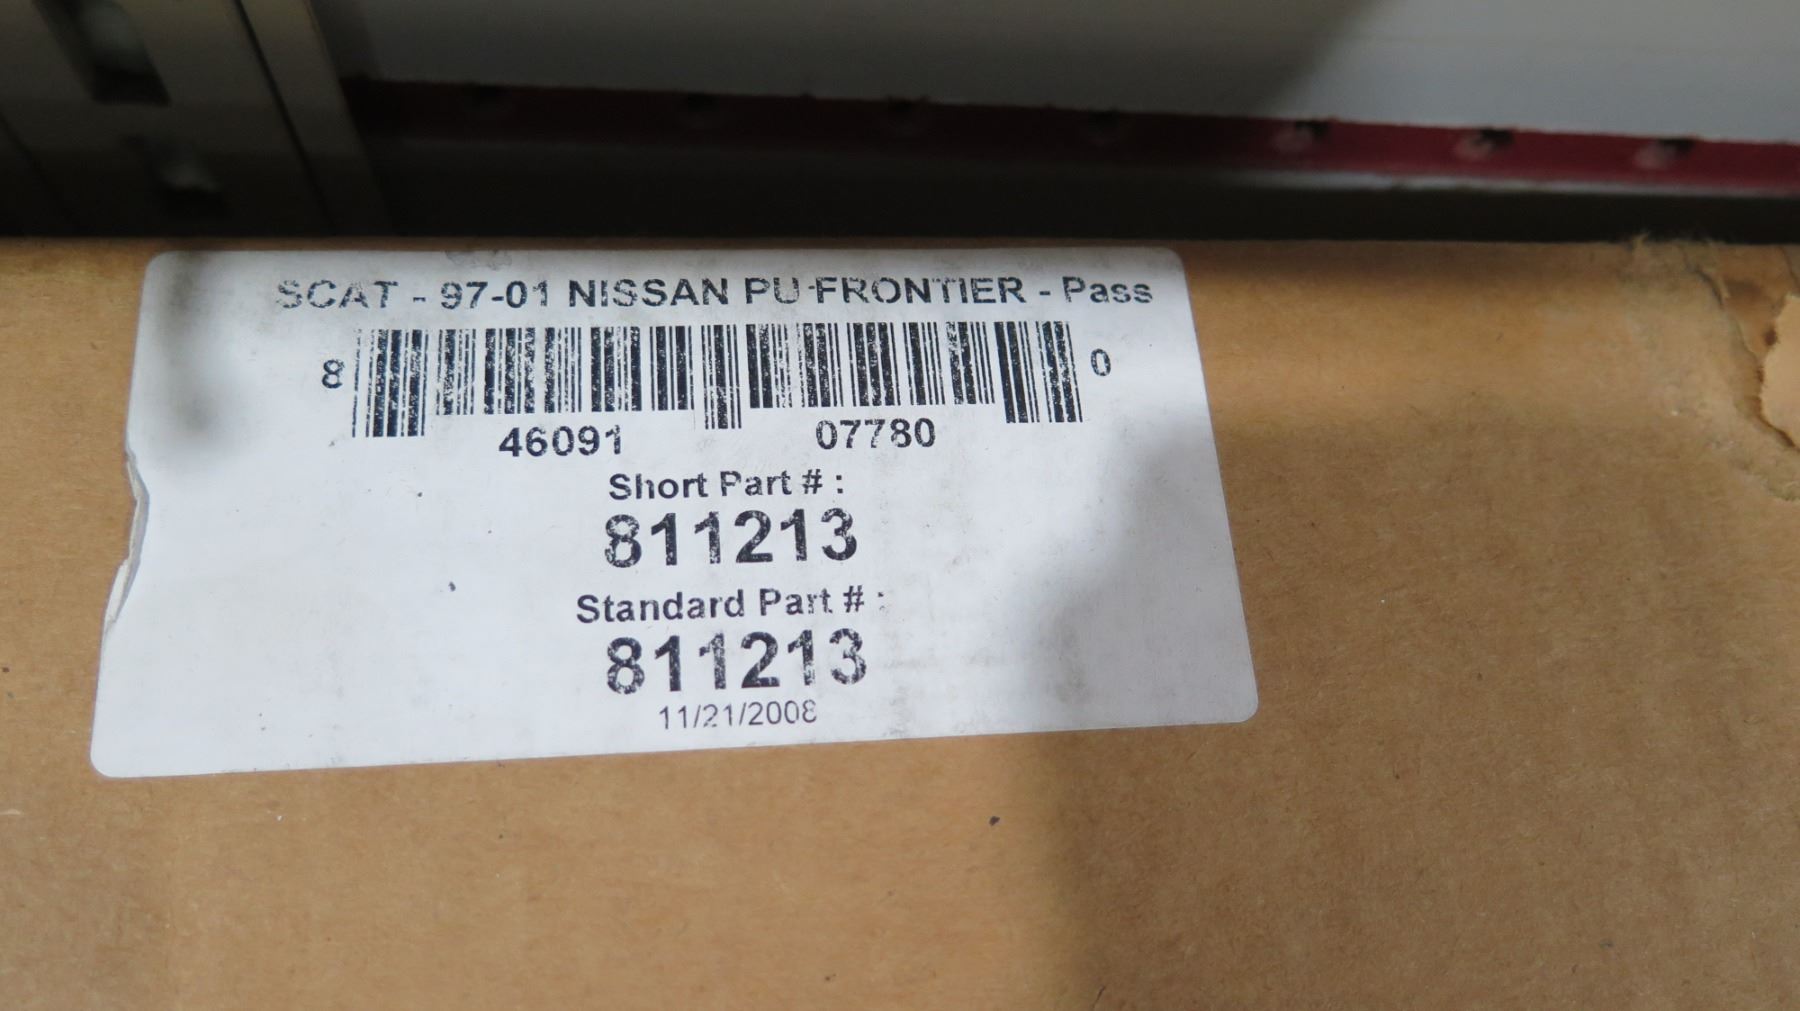 SCAT - 97-01 NISSAN PU FRONTIER - Pass
8 46091 07780 0
Short Part # :
811213
Standard Part # :
811213
11/21/2008